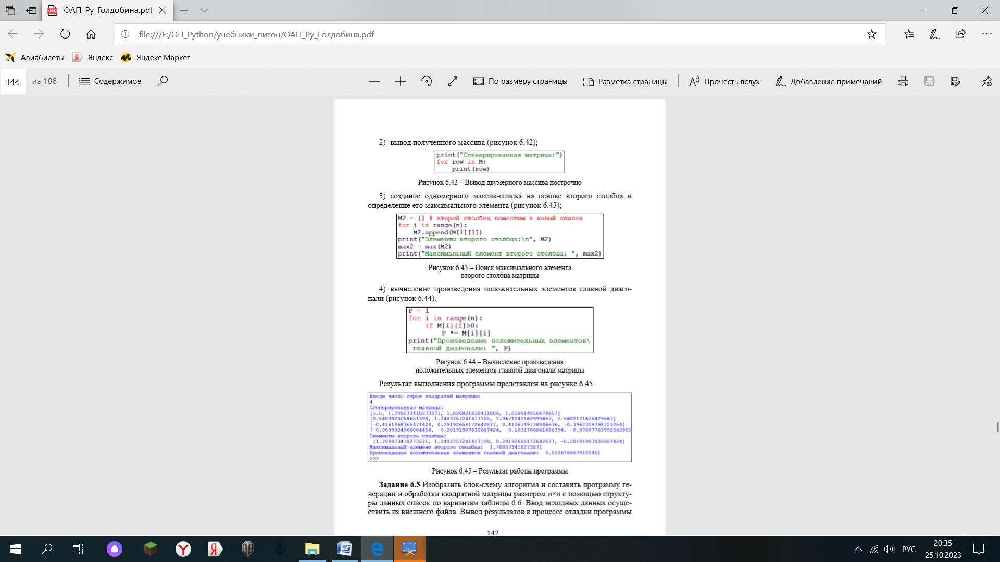 ОАП_Ру_Голдобина.pdf
file:///E:/ОП_Python/учебники_питон/ОАП_Ру_Голдобина.pdf
Авиабилеты Яндекс Яндекс Маркет
144 из 186 Содержимое По размеру страницы Разметка страницы Прочесть вслух Добавление примечаний
2) вывод полученного массива (рисунок 6.42);
print("Сгенерированная матрица:")
for row in M:
print(row)
Рисунок 6.42 – Вывод двумерного массива построчно
3) создание одномерного массив-списка на основе второго столбца и
определение его максимального элемента (рисунок 6.43);
M2 = [] # второй столбец поместим в новый список
for i in range(n):
M2.append(M[i][1])
print("Элементы второго столбца:\n", M2)
max2 = max(M2)
print("Максимальный элемент второго столбца: ", max2)
Рисунок 6.43 – Поиск максимального элемента
второго столбца матрицы
4) вычисление произведения положительных элементов главной диаго-
нали (рисунок 6.44).
P = 1
for i in range(n):
if M[i][i]>0:
P *= M[i][i]
print("Произведение положительных элементов\
главной диагонали: ", P)
Рисунок 6.44 – Вычисление произведения
положительных элементов главной диагонали матрицы
Результат выполнения программы представлен на рисунке 6.45.
Введи число строк квадратнй матрицы:
4
Сгенерированная матрица:
[1.0, 1.708073418273571, 1.826821810431806, 1.019914856674817]
[0.5403023058681398, 1.2483757241417108, 1.3671241162999457, 0.5602171625429567]
[-0.4161468365471424, 0.29192658172642877, 0.4106749738846636, -0.3962319798723254]
[-0.9899924966004454, -0.28191907832687424, -0.1631706861686394, -0.9700776399256285]
Элементы второго столбца:
[1.708073418273571, 1.2483757241417108, 0.29192658172642877, -0.28191907832687424]
Максимальный элемент второго столбца: 1.708073418273571
Произведение положительных элементов главной диагонали: 0.5126766679101451
>>>
Рисунок 6.45 – Результат работы программы
Задание 6.5 Изобразить блок-схему алгоритма и составить программу ге-
нерации и обработки квадратной матрицы размером n×n с помощью структу-
ры данных список по вариантам таблицы 6.6. Ввод исходных данных осуще-
ствить из внешнего файла. Вывод результатов в процессе отладки программы
142
РУС
20:35
25.10.2023